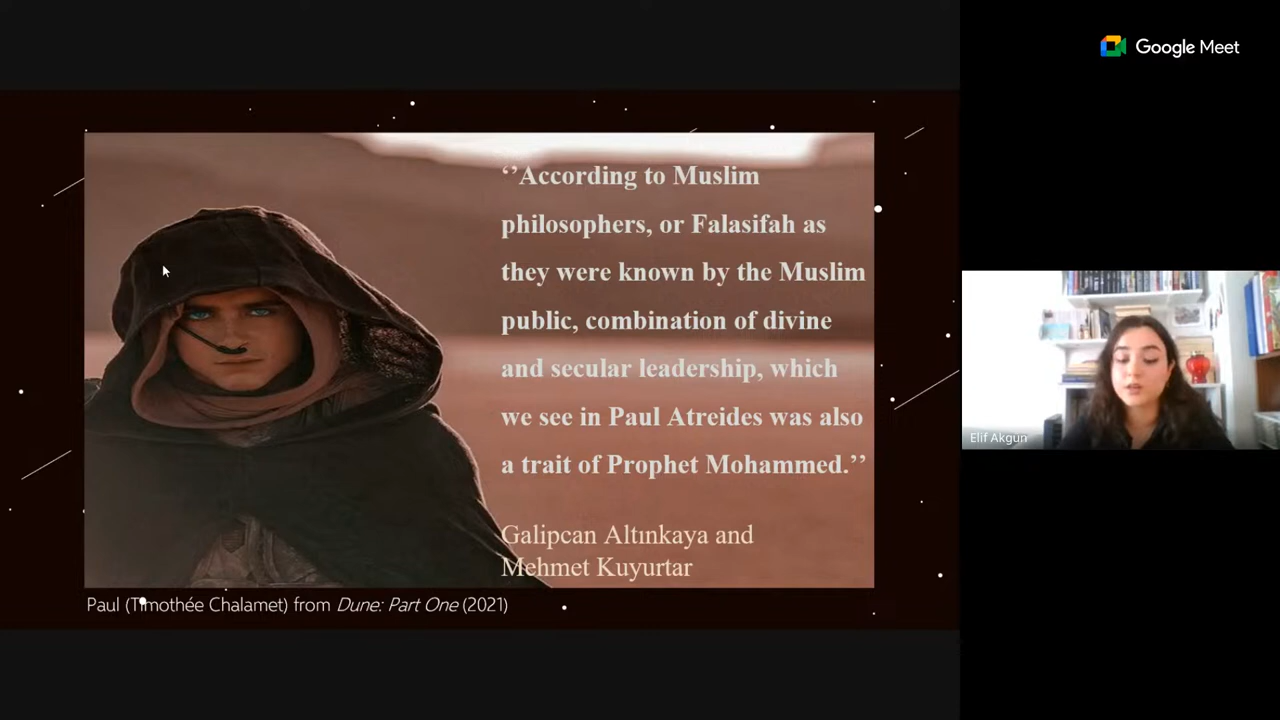 Google Meet
‘’According to Muslim
philosophers, or Falasifah as
they were known by the Muslim
public, combination of divine
and secular leadership, which
we see in Paul Atreides was also
a trait of Prophet Mohammed.’’
Galipcan Altınkaya and
Mehmet Kuyurtar
Paul (Timothée Chalamet) from Dune: Part One (2021)
Elif Akgun